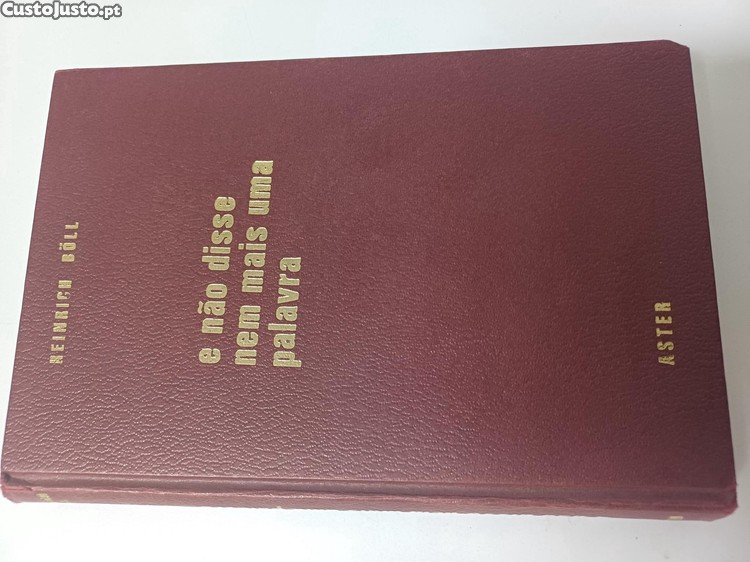 CustoJusto.pt
HEINRICH BÖLL
e não disse
nem mais uma
palavra
ASTER